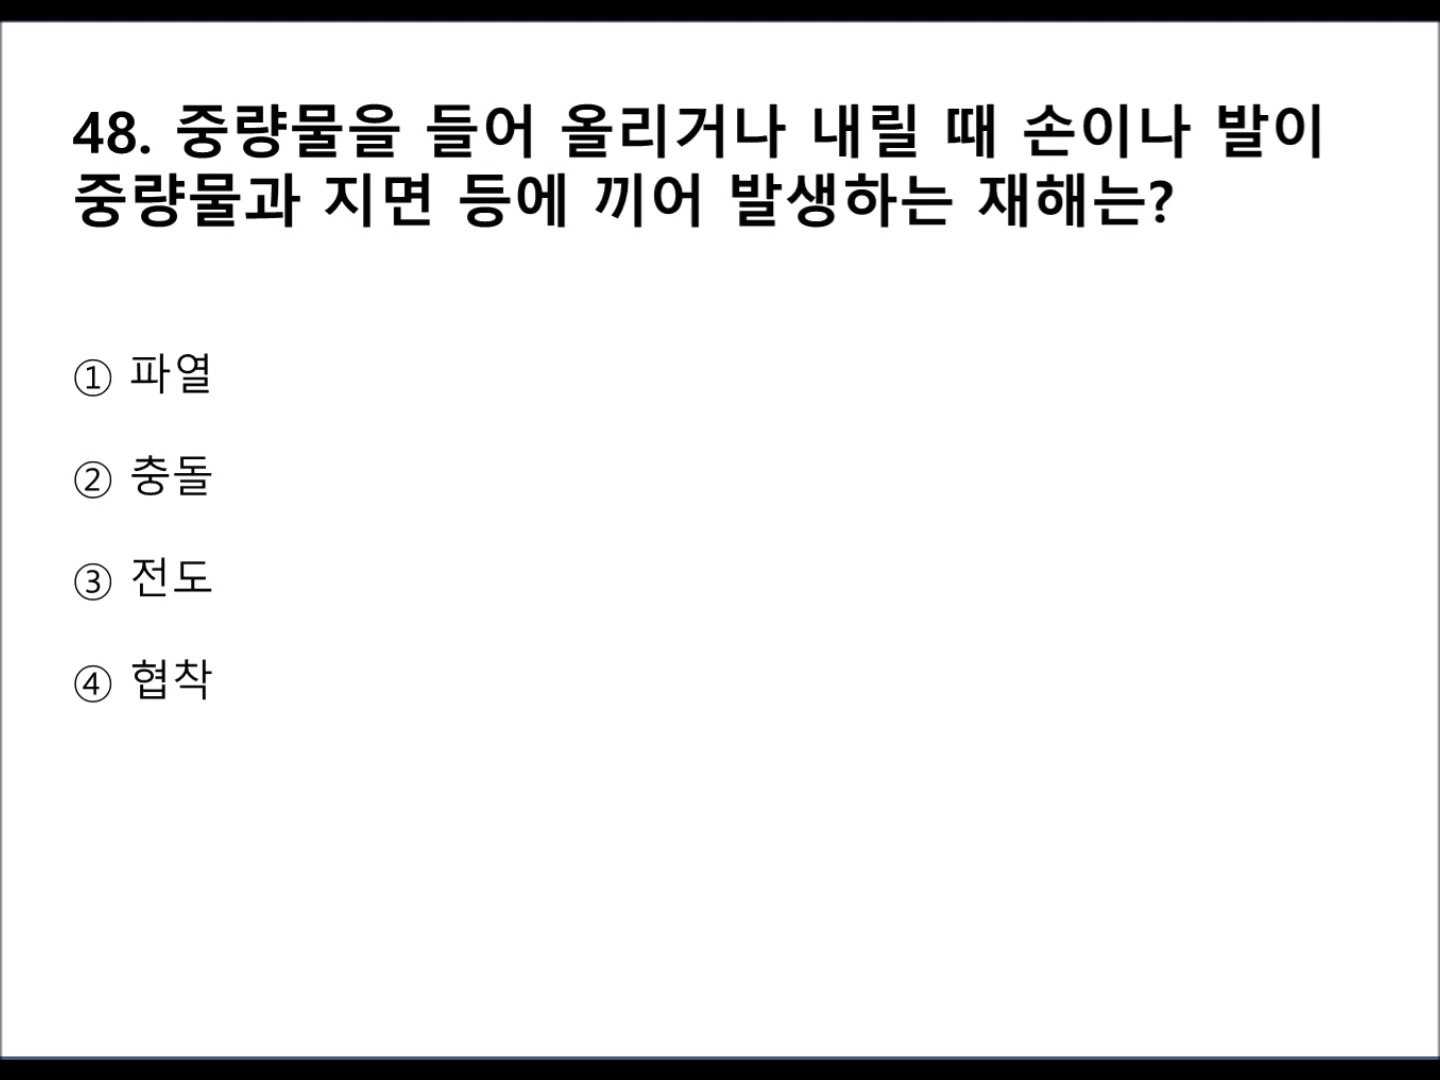 48. 중량물을 들어 올리거나 내릴 때 손이나 발이
중량물과 지면 등에 끼어 발생하는 재해는?
① 파열
② 충돌
③ 전도
④ 협착